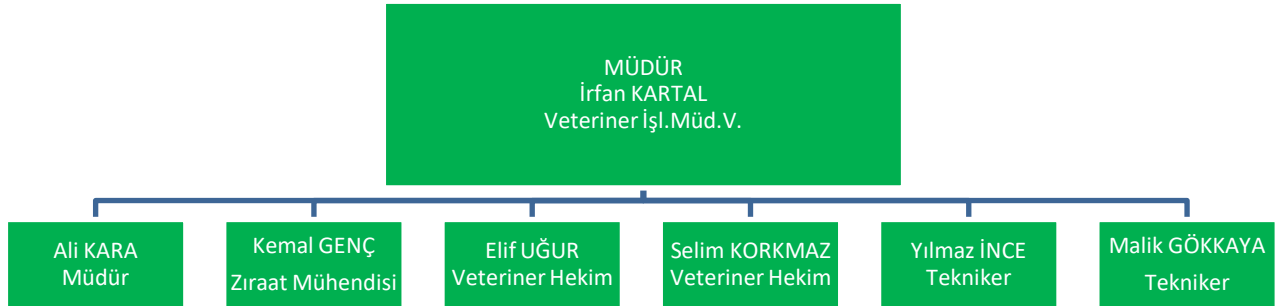 MÜDÜR
İrfan KARTAL
Veteriner İşl.Müd.V.
Ali KARA
Müdür
Kemal GENÇ
Zıraat Mühendisi
Elif UĞUR
Veteriner Hekim
Selim KORKMAZ
Veteriner Hekim
Yılmaz İNCE
Tekniker
Malik GÖKKAYA
Tekniker